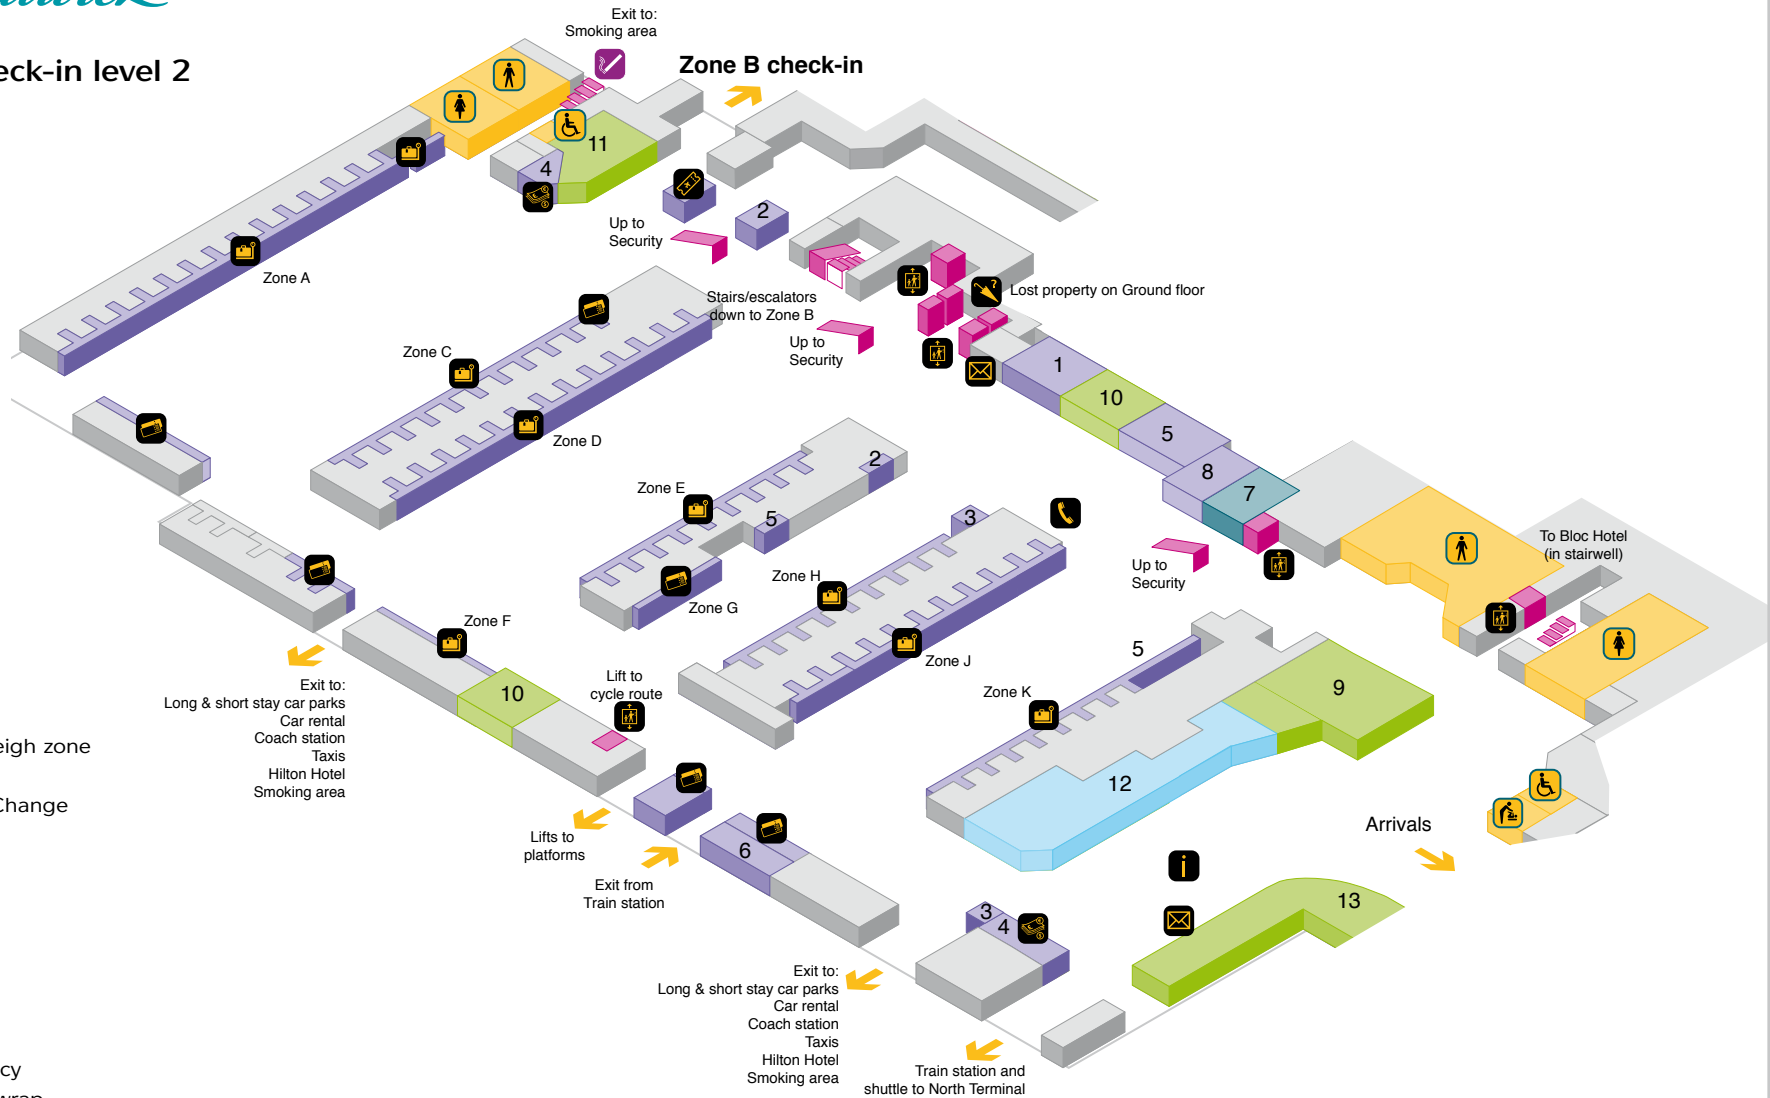 eck-in level 2
Exit to:
Smoking area
Zone B check-in
11
4
2
Up to
Security
Zone A
Stairs/escalators
down to Zone B
Lost property on Ground floor
Up to
Security
Zone C
Zone D
1
10
5
8
7
Zone E
2
5
Zone G
3
Zone H
Zone J
Up to
Security
To Bloc Hotel
(in stairwell)
Zone F
10
Lift to
cycle route
Exit to:
Long & short stay car parks
Car rental
Coach station
Taxis
Hilton Hotel
Smoking area
5
Zone K
9
12
eigh zone
Change
Lifts to
platforms
6
Exit from
Train station
Arrivals
13
3
4
Exit to:
Long & short stay car parks
Car rental
Coach station
Taxis
Hilton Hotel
Smoking area
Train station and
shuttle to North Terminal
cy
wrap